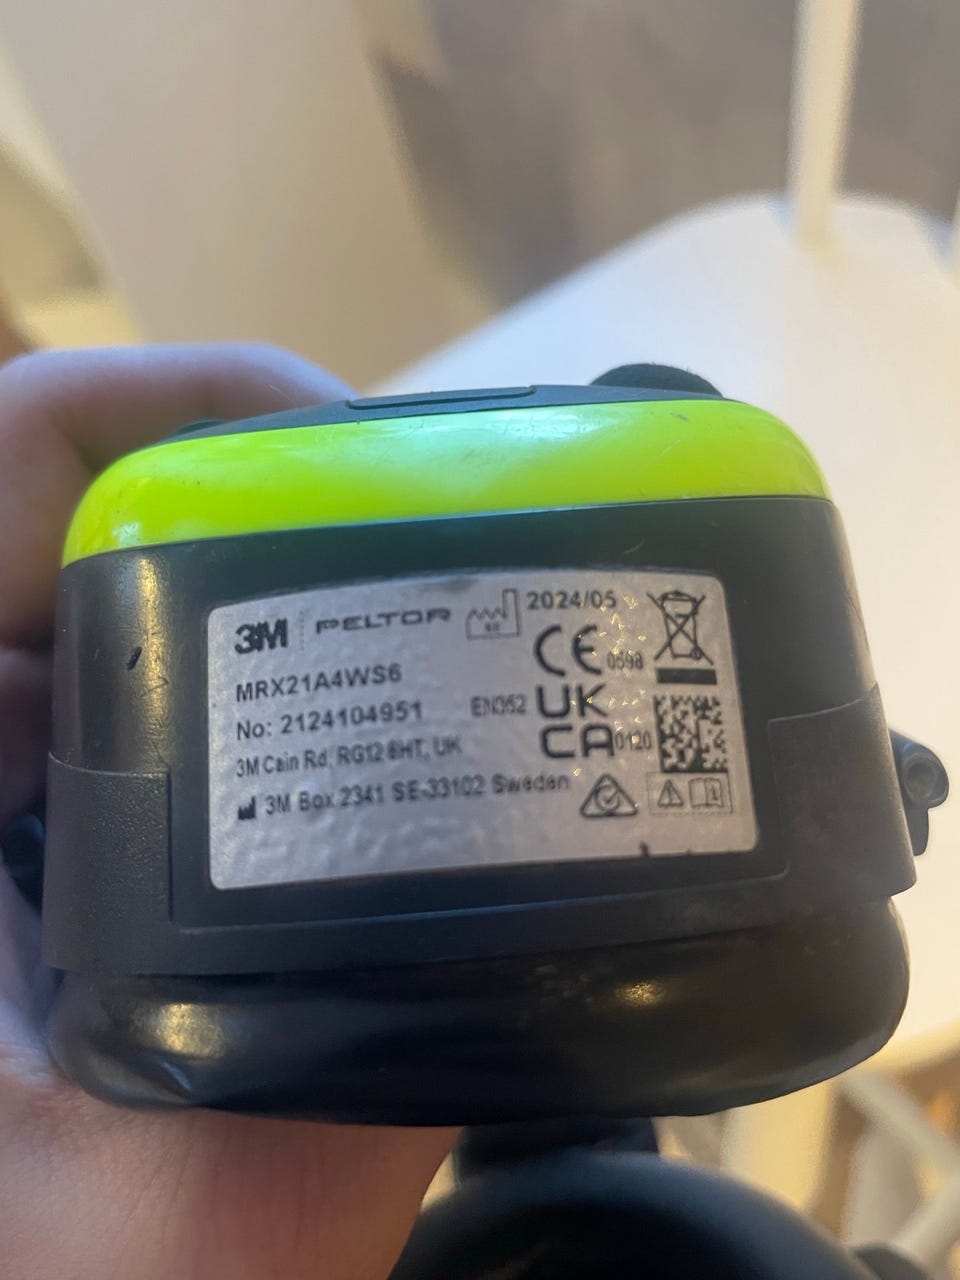 3M PELTOR
2024/05
SE
MRX21A4WS6
CE 0598
No: 2124104951
EN352 UK
CA 0120
3M Cain Rd, RG12 8HT, UK
3M Box 2341 SE-33102 Sweden